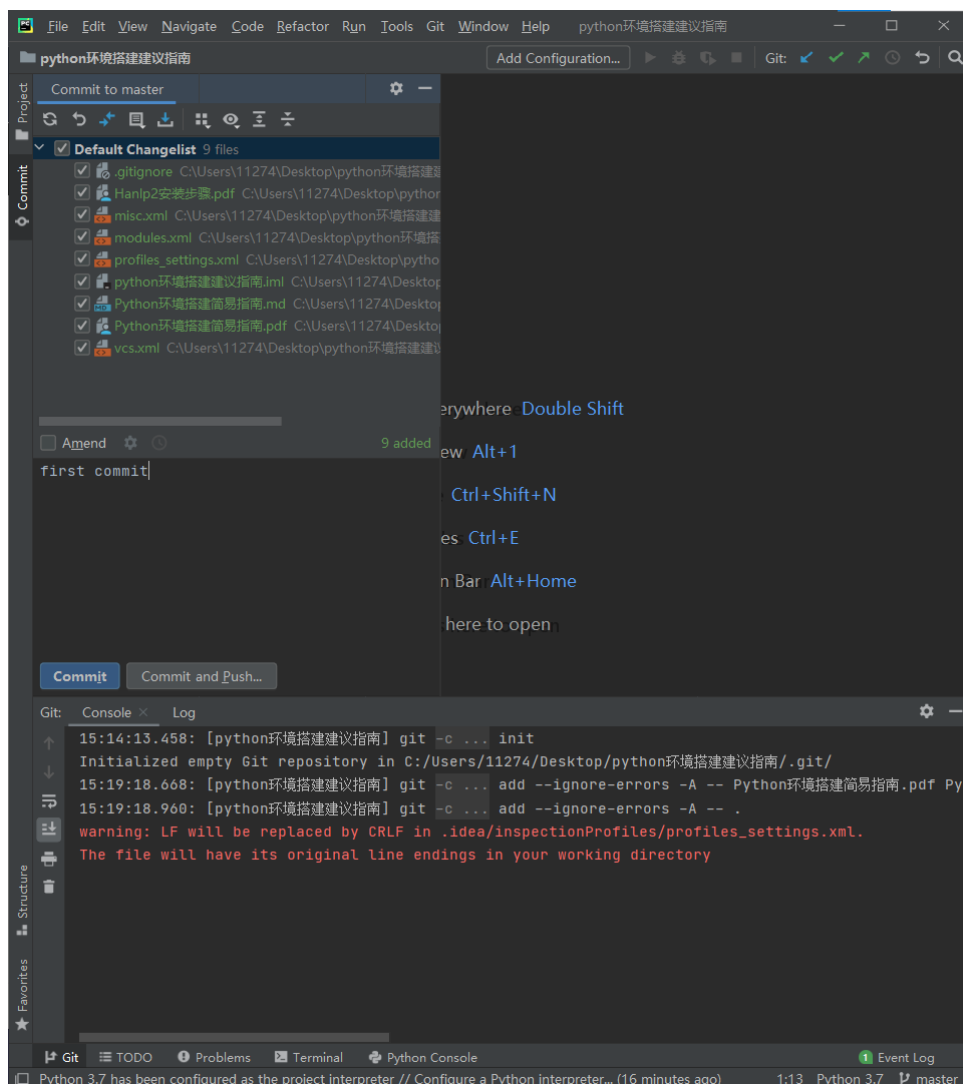 File Edit View Navigate Code Refactor Run Tools Git Window Help python环境搭建建议指南
python环境搭建建议指南 Add Configuration... Git:
Project
Commit
Commit to master
Default Changelist 9 files
.gitignore C:\Users\11274\Desktop\python环境搭建
Hanlp2安装步骤.pdf C:\Users\11274\Desktop\python
misc.xml C:\Users\11274\Desktop\python环境搭建建
modules.xml C:\Users\11274\Desktop\python环境搭
profiles_settings.xml C:\Users\11274\Desktop\pytho
python环境搭建建议指南.iml C:\Users\11274\Desktop
Python环境搭建简易指南.md C:\Users\11274\Desktop
Python环境搭建简易指南.pdf C:\Users\11274\Desktop
vcs.xml C:\Users\11274\Desktop\python环境搭建建议
Amend 9 added
first commit
erywhere Double Shift
ew Alt+1
Ctrl+Shift+N
es Ctrl+E
n Bar Alt+Home
here to open
Commit Commit and Push...
Git: Console Log
15:14:13.458: [python环境搭建建议指南] git -c ... init
Initialized empty Git repository in C:/Users/11274/Desktop/python环境搭建建议指南/.git/
15:19:18.668: [python环境搭建建议指南] git -c ... add --ignore-errors -A -- Python环境搭建简易指南.pdf Py
15:19:18.960: [python环境搭建建议指南] git -c ... add --ignore-errors -A -- .
warning: LF will be replaced by CRLF in .idea/inspectionProfiles/profiles_settings.xml.
The file will have its original line endings in your working directory
Structure
Favorites
Git TODO Problems Terminal Python Console 1 Event Log
Python 3.7 has been configured as the project interpreter // Configure a Python interpreter... (16 minutes ago) 1:13 Python 3.7 master